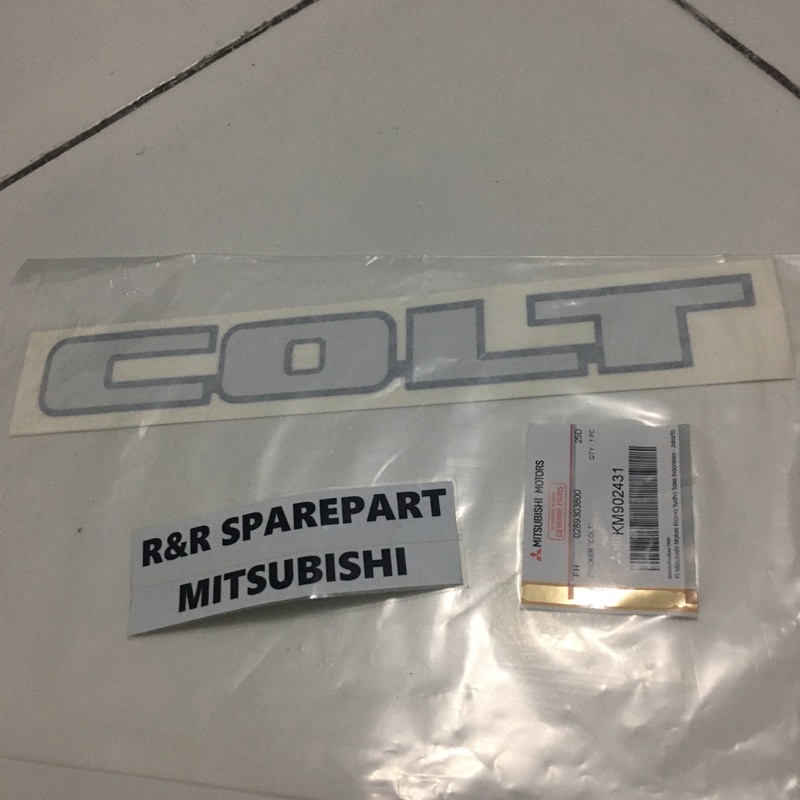 COLT
R&R SPAREPART
MITSUBISHI
MITSUBISHI MOTORS
GENUINE PARTS
FH 0289303800 25D
STICKER "COLT" QTY : 1 PC
KM902431
PT Mitsubishi Motors Krama Yudha Sales Indonesia - Jakarta